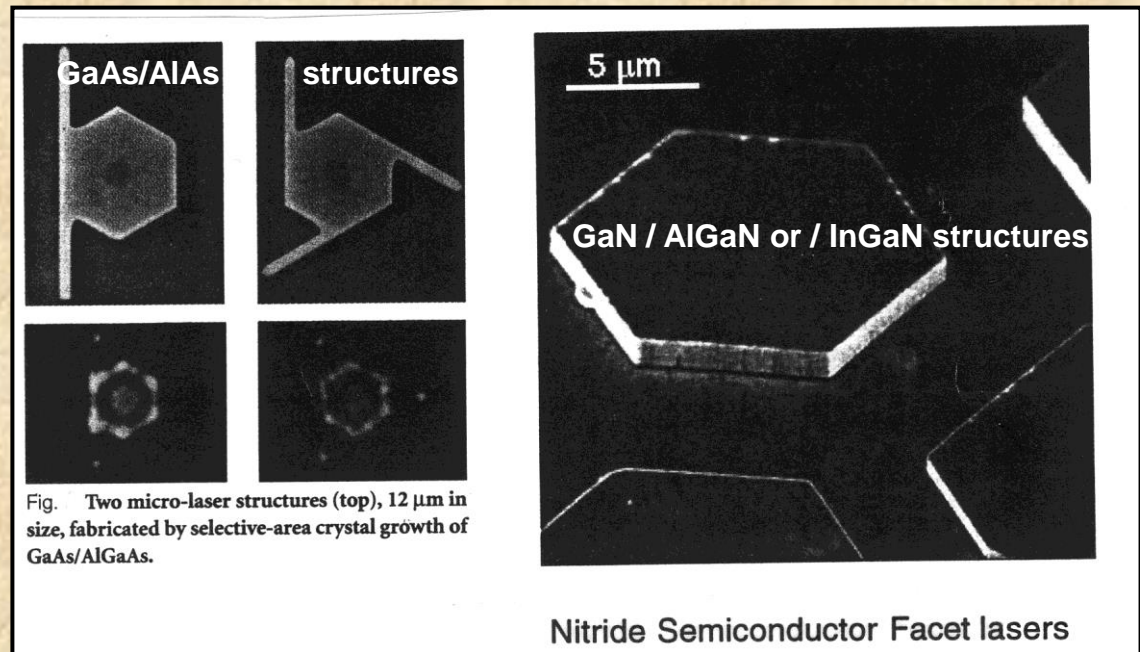 GaAs/AlAs structures
Fig. Two micro-laser structures (top), 12 μm in
size, fabricated by selective-area crystal growth of
GaAs/AlGaAs.
5 μm
GaN / AlGaN or / InGaN structures
Nitride Semiconductor Facet lasers